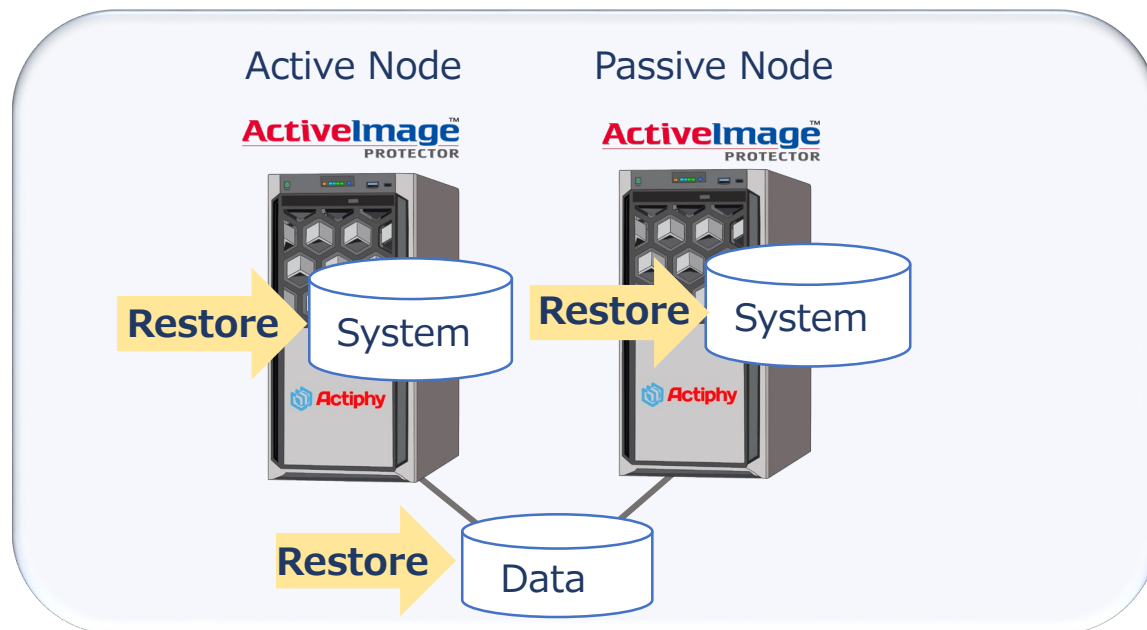 Active Node
Passive Node
ActiveImage™
PROTECTOR
ActiveImage™
PROTECTOR
Restore
System
Restore
System
Actiphy
Actiphy
Restore
Data